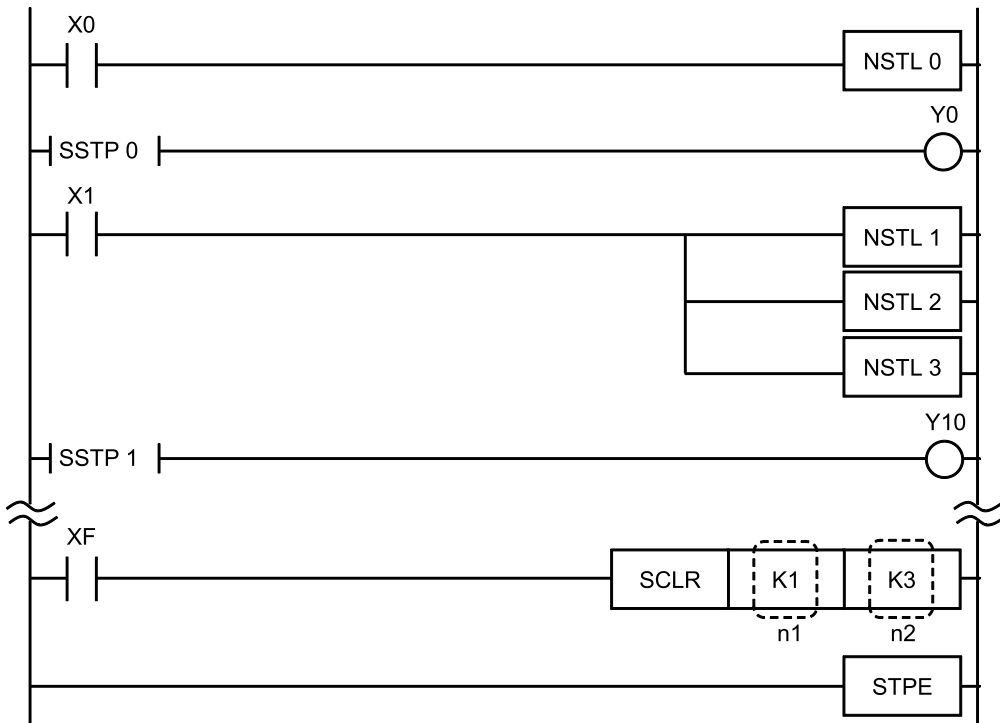 X0
NSTL 0
Y0
SSTP 0
X1
NSTL 1
NSTL 2
NSTL 3
Y10
SSTP 1
XF
SCLR K1 K3
n1 n2
STPE